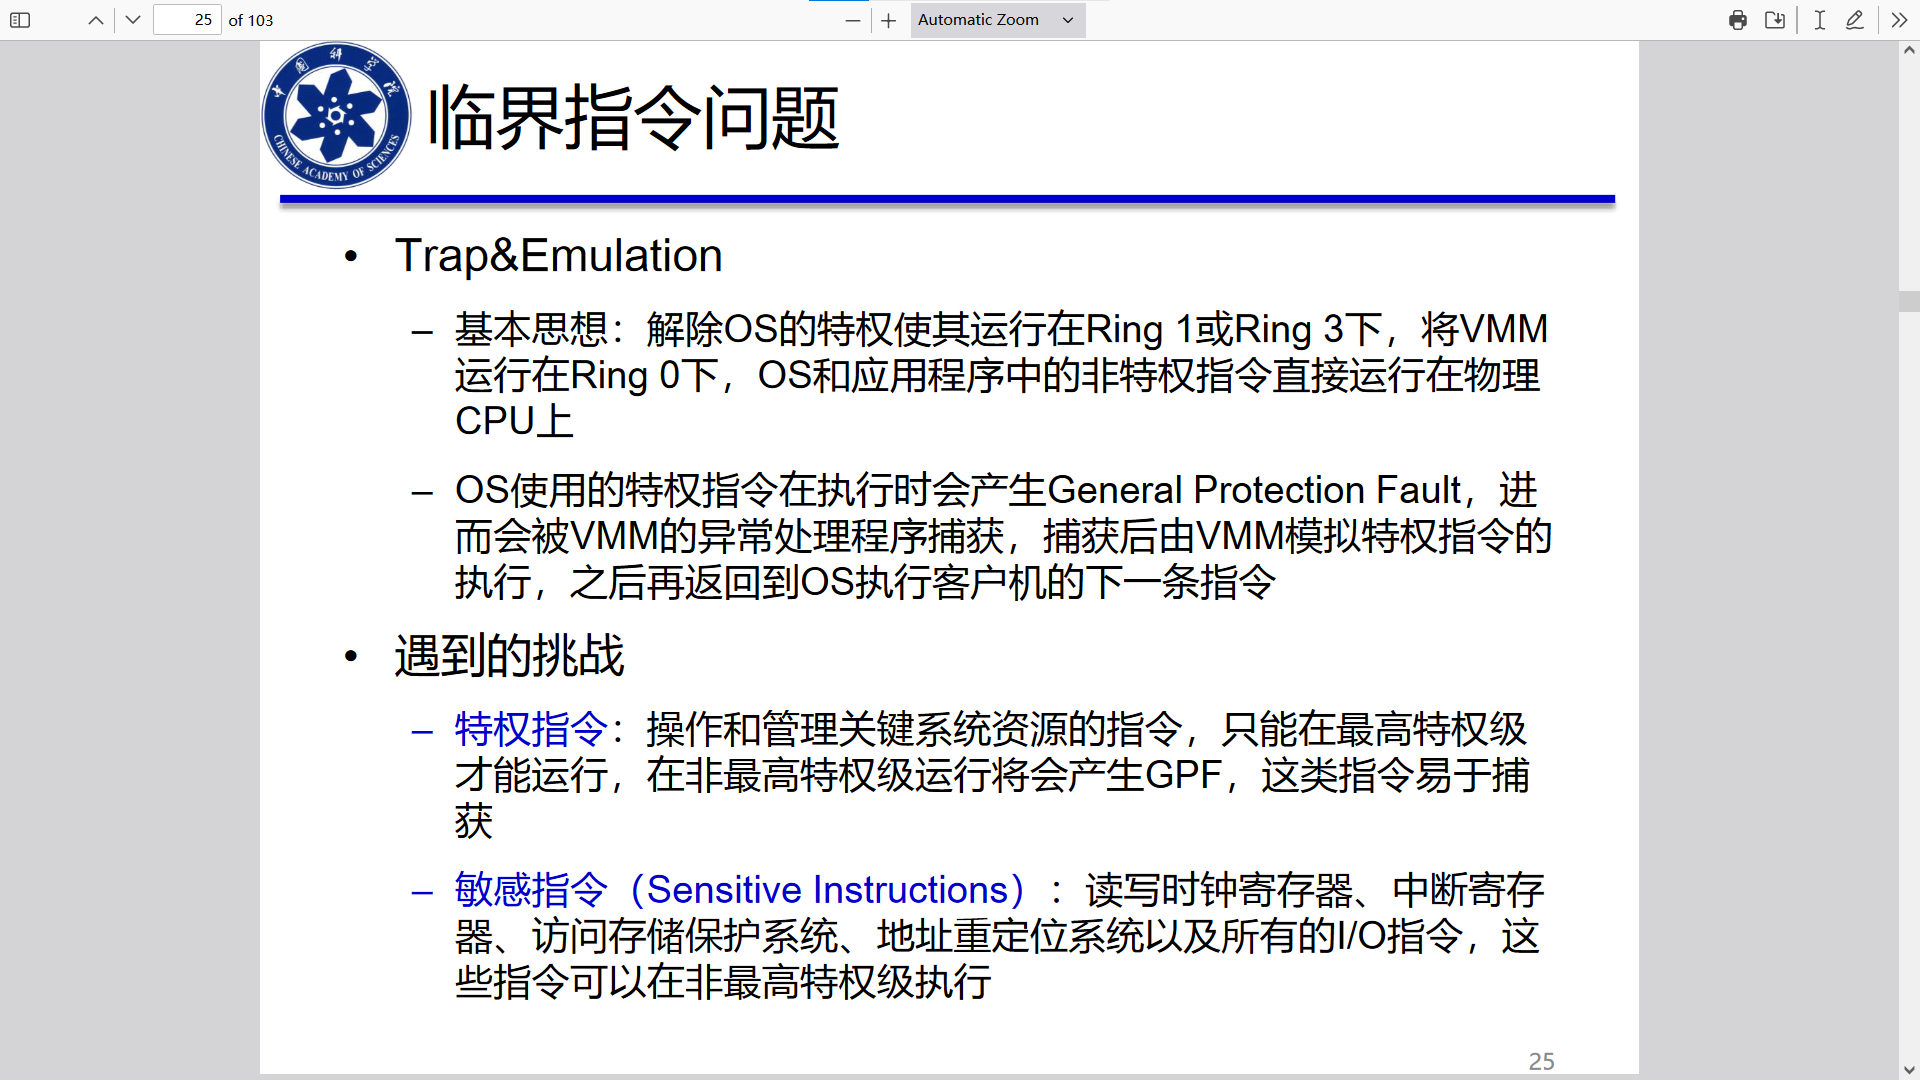 25 of 103
Automatic Zoom
中国科学院
CHINESE ACADEMY OF SCIENCES
临界指令问题
• Trap&Emulation
– 基本思想：解除OS的特权使其运行在Ring 1或Ring 3下，将VMM
运行在Ring 0下，OS和应用程序中的非特权指令直接运行在物理
CPU上
– OS使用的特权指令在执行时会产生General Protection Fault，进
而会被VMM的异常处理程序捕获，捕获后由VMM模拟特权指令的
执行，之后再返回到OS执行客户机的下一条指令
• 遇到的挑战
– 特权指令：操作和管理关键系统资源的指令，只能在最高特权级
才能运行，在非最高特权级运行将会产生GPF，这类指令易于捕
获
– 敏感指令（Sensitive Instructions）：读写时钟寄存器、中断寄存
器、访问存储保护系统、地址重定位系统以及所有的I/O指令，这
些指令可以在非最高特权级执行
25